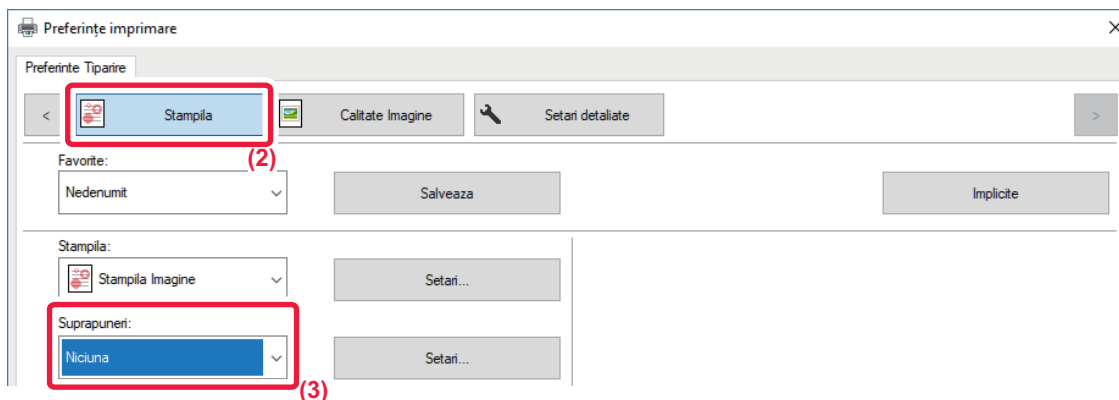 Preferințe imprimare
Preferinte Tiparire
< Stampila Calitate Imagine Setari detaliate >
(2)
Favorite:
Nedenumit Salveaza Implicite
Stampila:
Stampila Imagine Setari...
Suprapuneri:
Niciuna Setari...
(3)